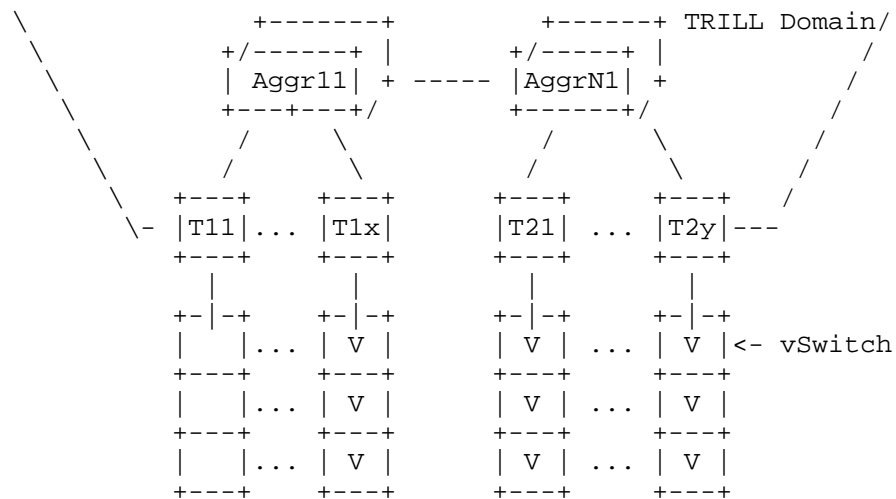 \              +-------+         +------+ TRILL Domain/
 \           +/------+ |       +/-----+ |            /
  \          | Aggr11| + ----- |AggrN1| +           /
   \         +---+---+/        +------+/           /
    \         /     \            /      \         /
     \       /       \          /        \       /
      \    +---+    +---+      +---+     +---+  /
       \-  |T11|... |T1x|      |T21| ... |T2y|---
           +---+    +---+      +---+     +---+
             |        |          |         |
           +-|-+    +-|-+      +-|-+     +-|-+
           |   |... | V |      | V | ... | V |<- vSwitch
           +---+    +---+      +---+     +---+
           |   |... | V |      | V | ... | V |
           +---+    +---+      +---+     +---+
           |   |... | V |      | V | ... | V |
           +---+    +---+      +---+     +---+